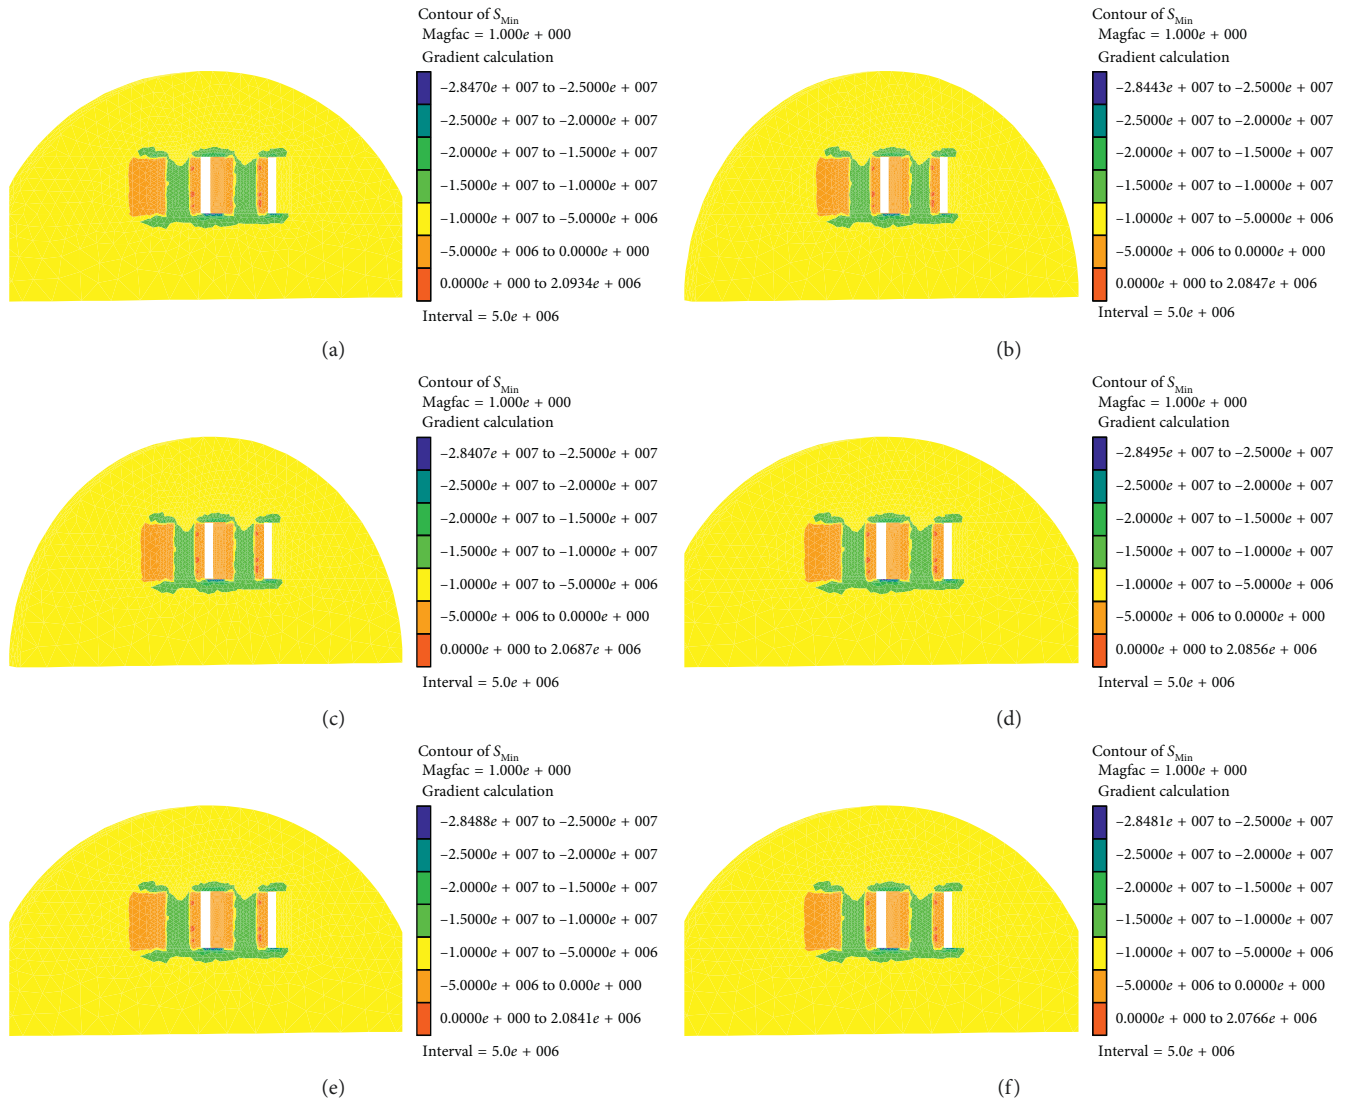 Contour of S_Min
Magfac = 1.000e + 000
Gradient calculation
–2.8470e + 007 to –2.5000e + 007
–2.5000e + 007 to –2.0000e + 007
–2.0000e + 007 to –1.5000e + 007
–1.5000e + 007 to –1.0000e + 007
–1.0000e + 007 to –5.0000e + 006
–5.0000e + 006 to 0.0000e + 000
0.0000e + 000 to 2.0934e + 006
Interval = 5.0e + 006
(a)
Contour of S_Min
Magfac = 1.000e + 000
Gradient calculation
–2.8443e + 007 to –2.5000e + 007
–2.5000e + 007 to –2.0000e + 007
–2.0000e + 007 to –1.5000e + 007
–1.5000e + 007 to –1.0000e + 007
–1.0000e + 007 to –5.0000e + 006
–5.0000e + 006 to 0.0000e + 000
0.0000e + 000 to 2.0847e + 006
Interval = 5.0e + 006
(b)
Contour of S_Min
Magfac = 1.000e + 000
Gradient calculation
–2.8407e + 007 to –2.5000e + 007
–2.5000e + 007 to –2.0000e + 007
–2.0000e + 007 to –1.5000e + 007
–1.5000e + 007 to –1.0000e + 007
–1.0000e + 007 to –5.0000e + 006
–5.0000e + 006 to 0.0000e + 000
0.0000e + 000 to 2.0687e + 006
Interval = 5.0e + 006
(c)
Contour of S_Min
Magfac = 1.000e + 000
Gradient calculation
–2.8495e + 007 to –2.5000e + 007
–2.5000e + 007 to –2.0000e + 007
–2.0000e + 007 to –1.5000e + 007
–1.5000e + 007 to –1.0000e + 007
–1.0000e + 007 to –5.0000e + 006
–5.0000e + 006 to 0.0000e + 000
0.0000e + 000 to 2.0856e + 006
Interval = 5.0e + 006
(d)
Contour of S_Min
Magfac = 1.000e + 000
Gradient calculation
–2.8488e + 007 to –2.5000e + 007
–2.5000e + 007 to –2.0000e + 007
–2.0000e + 007 to –1.5000e + 007
–1.5000e + 007 to –1.0000e + 007
–1.0000e + 007 to –5.0000e + 006
–5.0000e + 006 to 0.000e + 000
0.0000e + 000 to 2.0841e + 006
Interval = 5.0e + 006
(e)
Contour of S_Min
Magfac = 1.000e + 000
Gradient calculation
–2.8481e + 007 to –2.5000e + 007
–2.5000e + 007 to –2.0000e + 007
–2.0000e + 007 to –1.5000e + 007
–1.5000e + 007 to –1.0000e + 007
–1.0000e + 007 to –5.0000e + 006
–5.0000e + 006 to 0.0000e + 000
0.0000e + 000 to 2.0766e + 006
Interval = 5.0e + 006
(f)